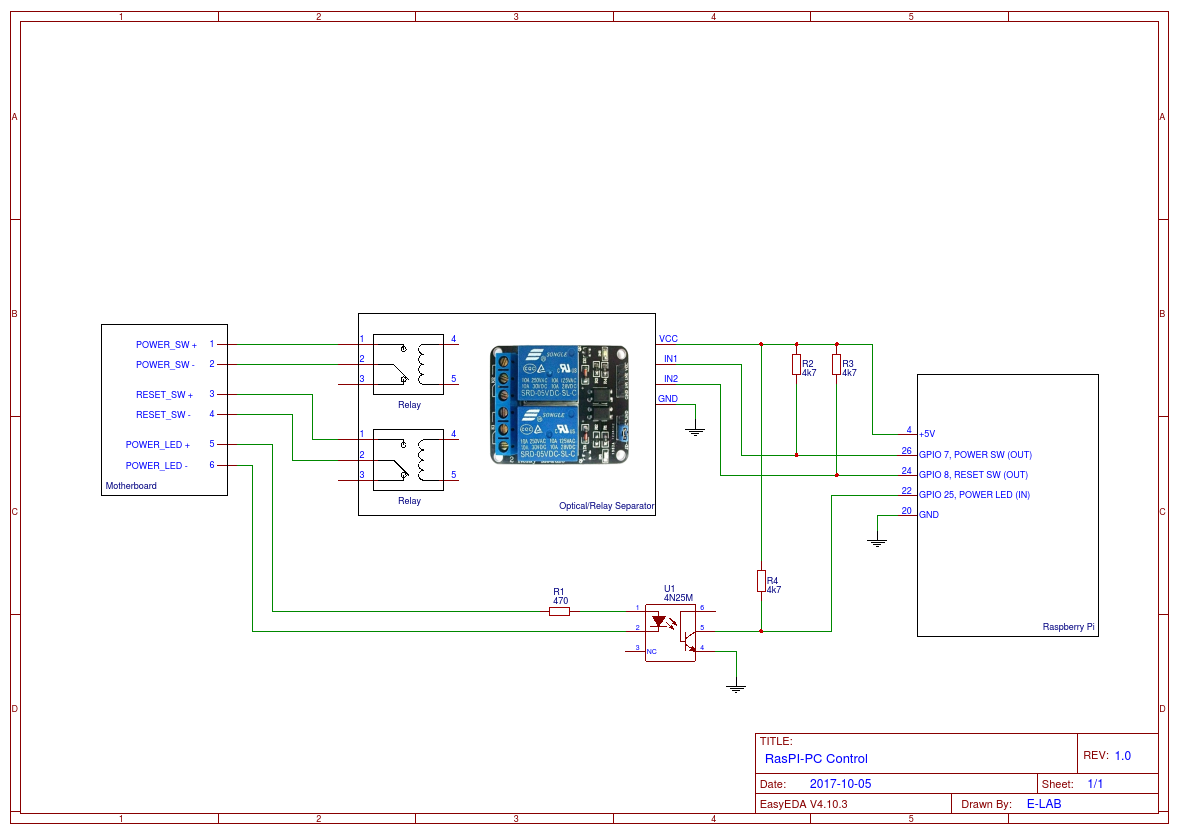 1 2 3 4 5
A A
B B
C C
D D
POWER_SW + 1
POWER_SW - 2
RESET_SW + 3
RESET_SW - 4
POWER_LED + 5
POWER_LED - 6
Motherboard
1 4
2
3 5
Relay
1 4
2
3 5
Relay
SONGLE
10A 250VAC 10A 125VAC
10A 30VDC 10A 28VDC
SRD-05VDC-SL-C
SONGLE
10A 250VAC 10A 125VAC
10A 30VDC 10A 28VDC
SRD-05VDC-SL-C
Optical/Relay Separator
VCC
IN1
IN2
GND
R2
4k7
R3
4k7
4 +5V
26 GPIO 7, POWER SW (OUT)
24 GPIO 8, RESET SW (OUT)
22 GPIO 25, POWER LED (IN)
20 GND
Raspberry Pi
R4
4k7
R1
470
U1
4N25M
1 6
2 5
3 NC 4
TITLE:
RasPI-PC Control
REV: 1.0
Date: 2017-10-05
Sheet: 1/1
EasyEDA V4.10.3
Drawn By: E-LAB
1 2 3 4 5